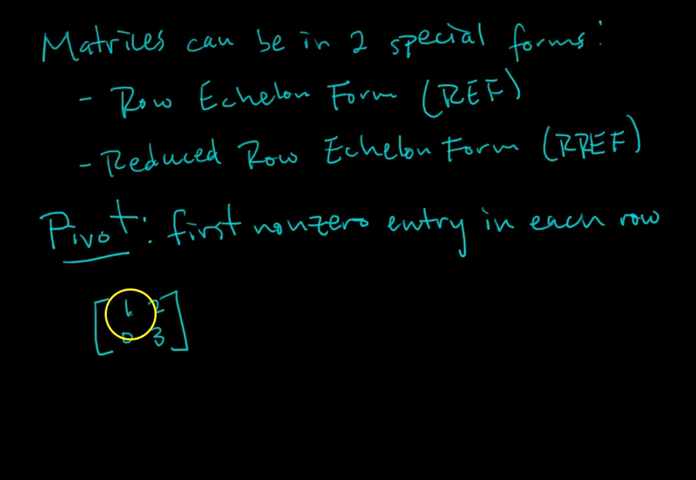 Matrices can be in 2 special forms:
- Row Echelon Form (REF)
- Reduced Row Echelon Form (RREF)
Pivot: first nonzero entry in each row
[1 2
0 3]